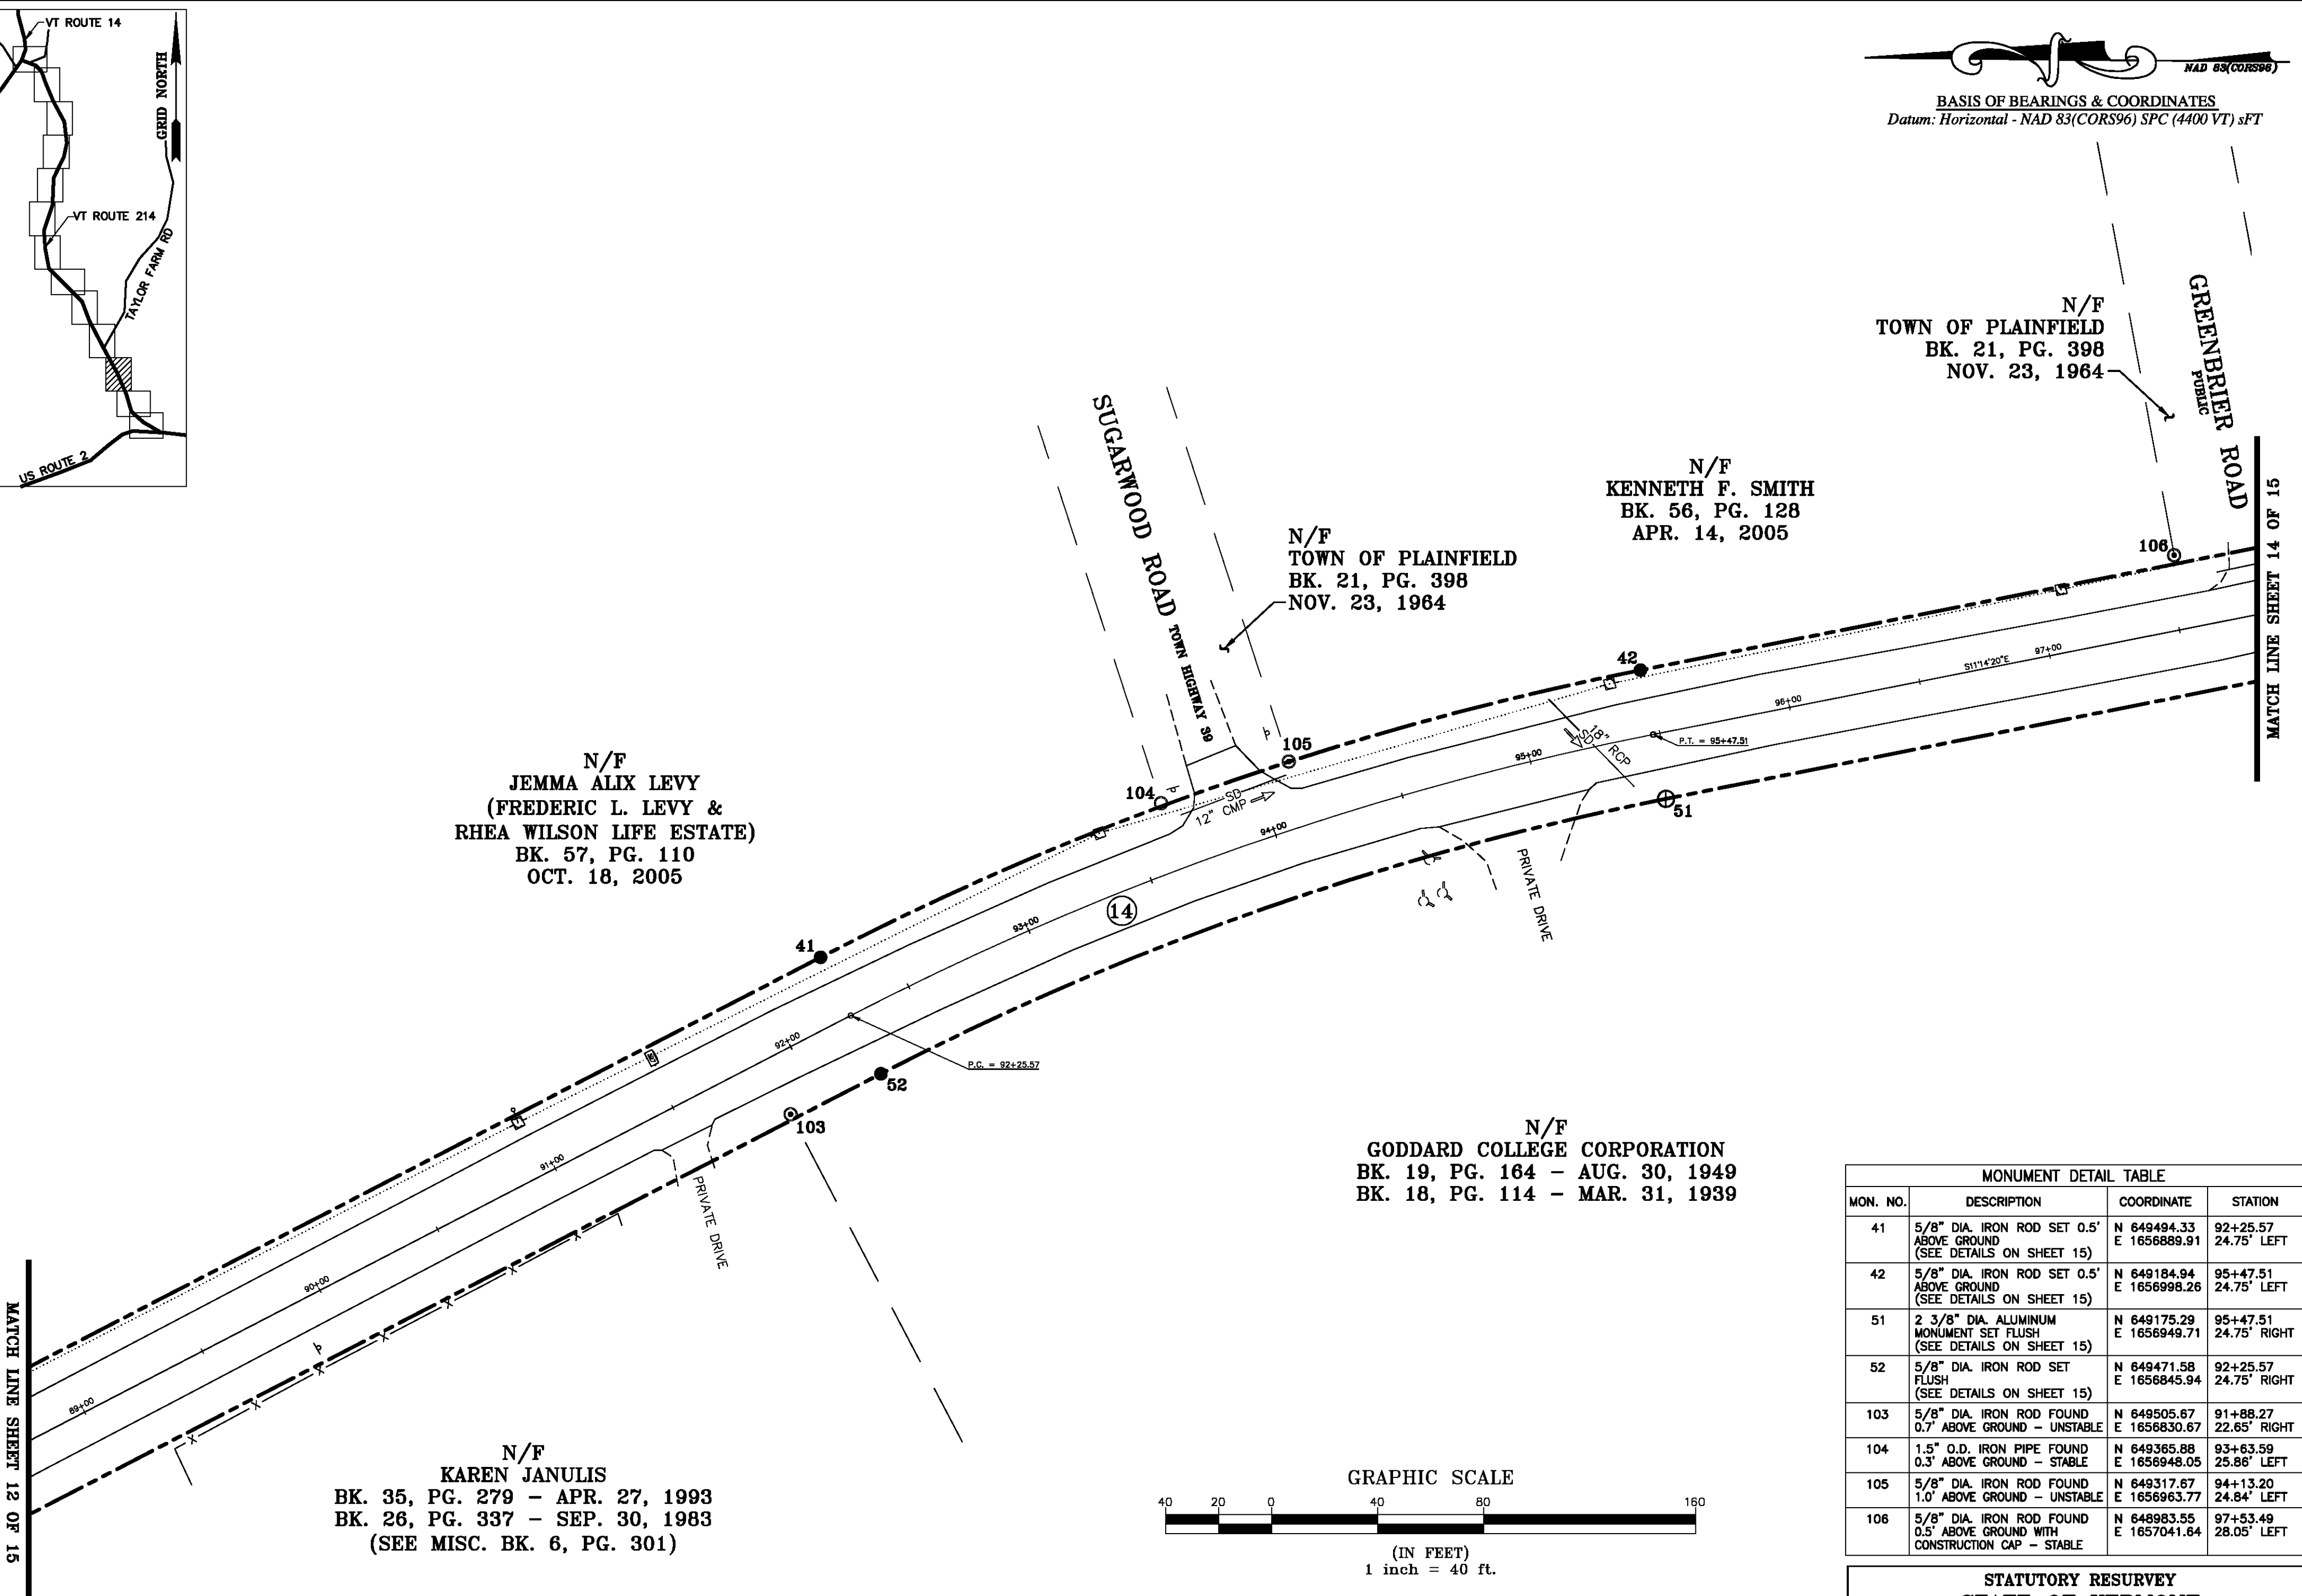 VT ROUTE 14
GRID NORTH
VT ROUTE 214
TAYLOR FARM RD
US ROUTE 2
NAD 83(CORS96)
BASIS OF BEARINGS & COORDINATES
Datum: Horizontal - NAD 83(CORS96) SPC (4400 VT) sFT
N/F
TOWN OF PLAINFIELD
BK. 21, PG. 398
NOV. 23, 1964
GREENBRIER ROAD
PUBLIC
MATCH LINE SHEET 14 OF 15
SUGARWOOD ROAD
TOWN HIGHWAY 39
N/F
TOWN OF PLAINFIELD
BK. 21, PG. 398
NOV. 23, 1964
N/F
KENNETH F. SMITH
BK. 56, PG. 128
APR. 14, 2005
106
42
105
104
41
51
52
103
14
S11°14'20"E
97+00
96+00
95+00
94+00
93+00
92+00
91+00
90+00
89+00
P.T. = 95+47.51
P.C. = 92+25.57
18" RCP
SD
SD
12" CMP
PRIVATE DRIVE
PRIVATE DRIVE
N/F
JEMMA ALIX LEVY
(FREDERIC L. LEVY &
RHEA WILSON LIFE ESTATE)
BK. 57, PG. 110
OCT. 18, 2005
N/F
GODDARD COLLEGE CORPORATION
BK. 19, PG. 164 - AUG. 30, 1949
BK. 18, PG. 114 - MAR. 31, 1939
MATCH LINE SHEET 12 OF 15
N/F
KAREN JANULIS
BK. 35, PG. 279 - APR. 27, 1993
BK. 26, PG. 337 - SEP. 30, 1983
(SEE MISC. BK. 6, PG. 301)
GRAPHIC SCALE
40 20 0 40 80 160
(IN FEET)
1 inch = 40 ft.
MONUMENT DETAIL TABLE
MON. NO. DESCRIPTION COORDINATE STATION
41 5/8" DIA. IRON ROD SET 0.5' N 649494.33 92+25.57
ABOVE GROUND E 1656889.91 24.75' LEFT
(SEE DETAILS ON SHEET 15)
42 5/8" DIA. IRON ROD SET 0.5' N 649184.94 95+47.51
ABOVE GROUND E 1656998.26 24.75' LEFT
(SEE DETAILS ON SHEET 15)
51 2 3/8" DIA. ALUMINUM N 649175.29 95+47.51
MONUMENT SET FLUSH E 1656949.71 24.75' RIGHT
(SEE DETAILS ON SHEET 15)
52 5/8" DIA. IRON ROD SET N 649471.58 92+25.57
FLUSH E 1656845.94 24.75' RIGHT
(SEE DETAILS ON SHEET 15)
103 5/8" DIA. IRON ROD FOUND N 649505.67 91+88.27
0.7' ABOVE GROUND - UNSTABLE E 1656830.67 22.65' RIGHT
104 1.5" O.D. IRON PIPE FOUND N 649365.88 93+63.59
0.3' ABOVE GROUND - STABLE E 1656948.05 25.86' LEFT
105 5/8" DIA. IRON ROD FOUND N 649317.67 94+13.20
1.0' ABOVE GROUND - UNSTABLE E 1656963.77 24.84' LEFT
106 5/8" DIA. IRON ROD FOUND N 648983.55 97+53.49
0.5' ABOVE GROUND WITH E 1657041.64 28.05' LEFT
CONSTRUCTION CAP - STABLE
STATUTORY RESURVEY